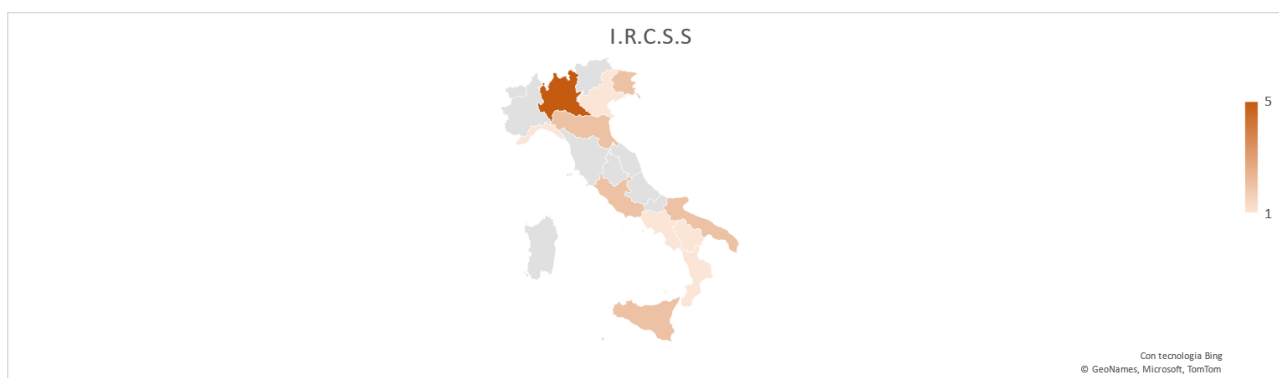 I.R.C.S.S
5
1
Con tecnologia Bing
© GeoNames, Microsoft, TomTom